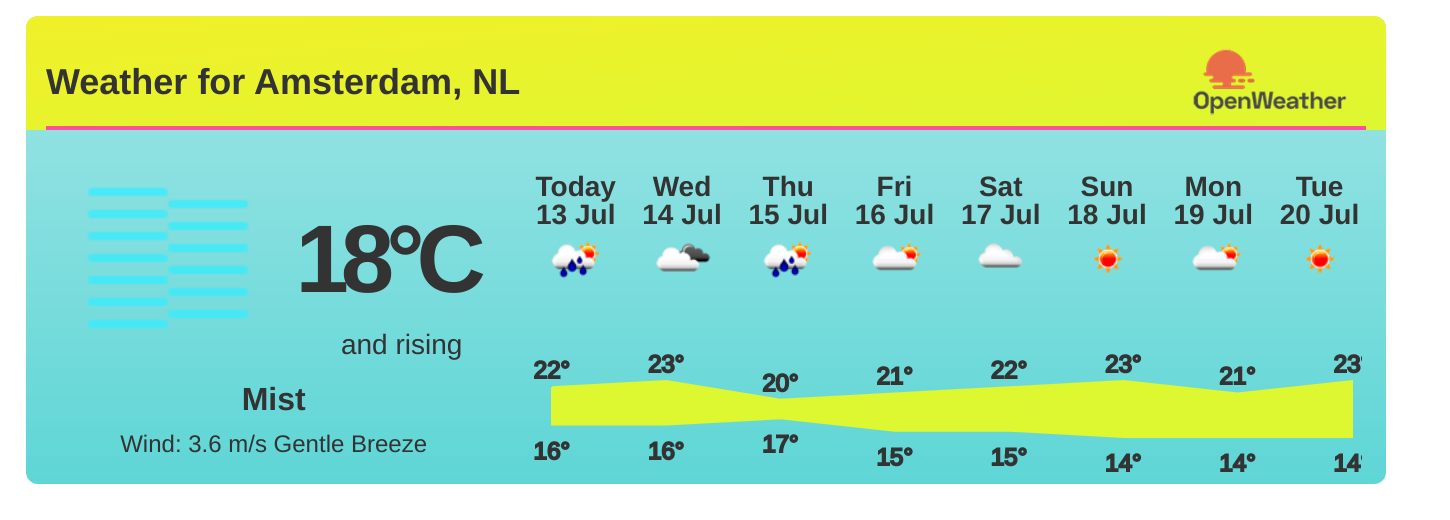 Weather for Amsterdam, NL
OpenWeather
18°C
and rising
Mist
Wind: 3.6 m/s Gentle Breeze
Today Wed Thu Fri Sat Sun Mon Tue
13 Jul 14 Jul 15 Jul 16 Jul 17 Jul 18 Jul 19 Jul 20 Jul
22° 23° 20° 21° 22° 23° 21° 23°
16° 16° 17° 15° 15° 14° 14° 14°